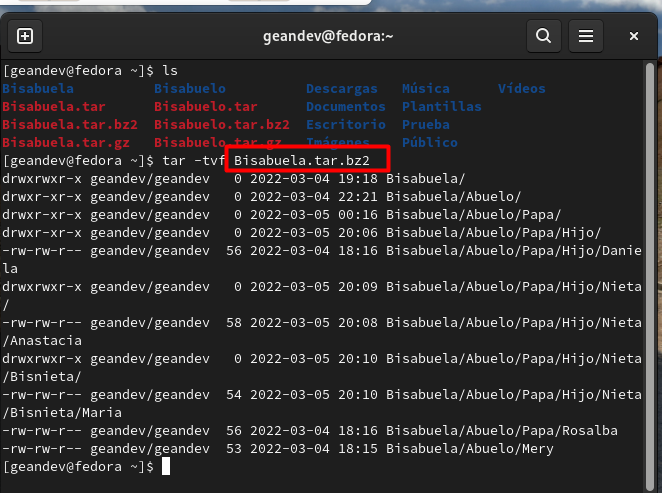 geandev@fedora:~
[geandev@fedora ~]$ ls
Bisabuela Bisabuelo Descargas Música Vídeos
Bisabuela.tar Bisabuelo.tar Documentos Plantillas
Bisabuela.tar.bz2 Bisabuelo.tar.bz2 Escritorio Prueba
Bisabuela.tar.gz Bisabuelo.tar.gz Imágenes Público
[geandev@fedora ~]$ tar -tvf Bisabuela.tar.bz2
drwxrwxr-x geandev/geandev 0 2022-03-04 19:18 Bisabuela/
drwxrwxr-x geandev/geandev 0 2022-03-04 22:21 Bisabuela/Abuelo/
drwxrwxr-x geandev/geandev 0 2022-03-05 00:16 Bisabuela/Abuelo/Papa/
drwxrwxr-x geandev/geandev 0 2022-03-05 20:06 Bisabuela/Abuelo/Papa/Hijo/
-rw-rw-r-- geandev/geandev 56 2022-03-04 18:16 Bisabuela/Abuelo/Papa/Hijo/Danie
la
drwxrwxr-x geandev/geandev 0 2022-03-05 20:09 Bisabuela/Abuelo/Papa/Hijo/Nieta
/
-rw-rw-r-- geandev/geandev 58 2022-03-05 20:08 Bisabuela/Abuelo/Papa/Hijo/Nieta
/Anastacia
drwxrwxr-x geandev/geandev 0 2022-03-05 20:10 Bisabuela/Abuelo/Papa/Hijo/Nieta
/Bisnieta/
-rw-rw-r-- geandev/geandev 54 2022-03-05 20:10 Bisabuela/Abuelo/Papa/Hijo/Nieta
/Bisnieta/Maria
-rw-rw-r-- geandev/geandev 56 2022-03-04 18:16 Bisabuela/Abuelo/Papa/Rosalba
-rw-rw-r-- geandev/geandev 53 2022-03-04 18:15 Bisabuela/Abuelo/Mery
[geandev@fedora ~]$